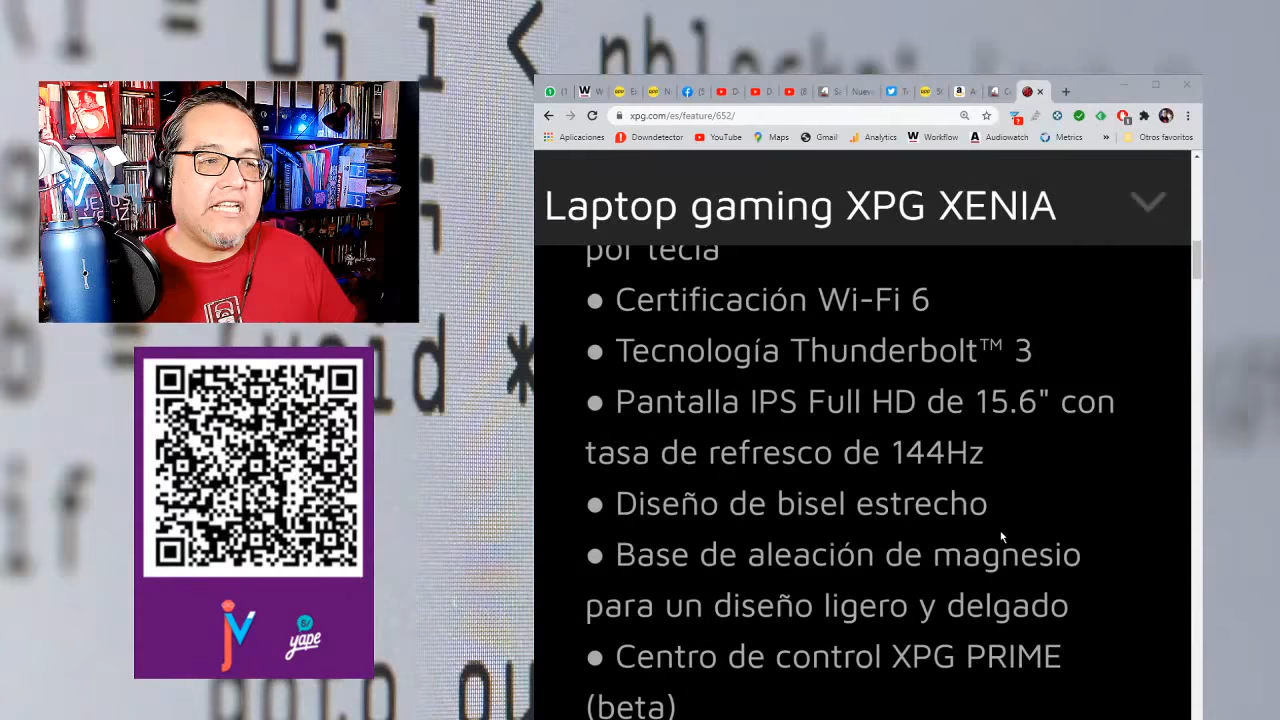 xpg.com/es/feature/652/
Aplicaciones Downdetector YouTube Maps Gmail Analytics Workflowy Audiowatch Metrics » Otros favoritos
Laptop gaming XPG XENIA
por tecla
● Certificación Wi-Fi 6
● Tecnología Thunderbolt™ 3
● Pantalla IPS Full HD de 15.6" con
tasa de refresco de 144Hz
● Diseño de bisel estrecho
● Base de aleación de magnesio
para un diseño ligero y delgado
● Centro de control XPG PRIME
(beta)
jv
S/
yape